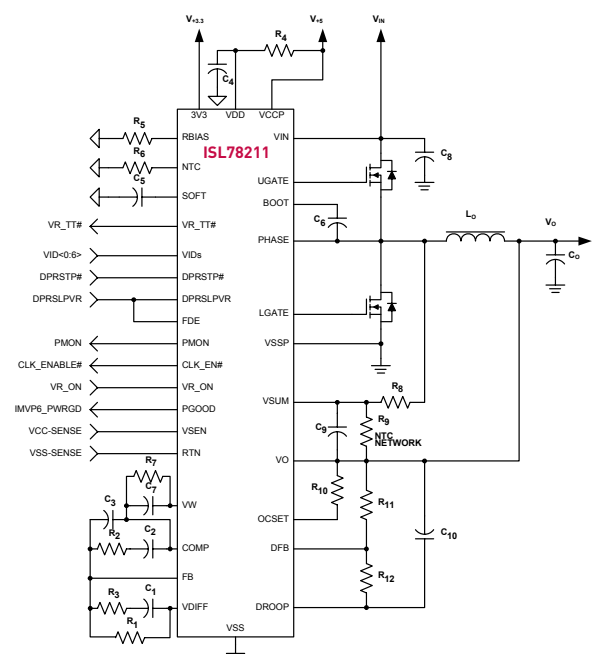 V+3.3
V+5
VIN
R4
C4
3V3
VDD
VCCP
ISL78211
R5
RBIAS
VIN
C8
R6
NTC
UGATE
C5
SOFT
BOOT
C6
LO
VO
VR_TT#
VR_TT#
PHASE
CO
VID<0:6>
VIDs
DPRSTP#
DPRSTP#
DPRSLPVR
DPRSLPVR
LGATE
FDE
PMON
PMON
VSSP
CLK_ENABLE#
CLK_EN#
VR_ON
VR_ON
R8
IMVP6_PWRGD
PGOOD
VSUM
VCC-SENSE
VSEN
C9
R9
NTC
NETWORK
VSS-SENSE
RTN
VO
R7
C7
VW
R10
R11
C3
OCSET
C10
R2
C2
COMP
DFB
FB
R12
R3
C1
VDIFF
DROOP
R1
VSS